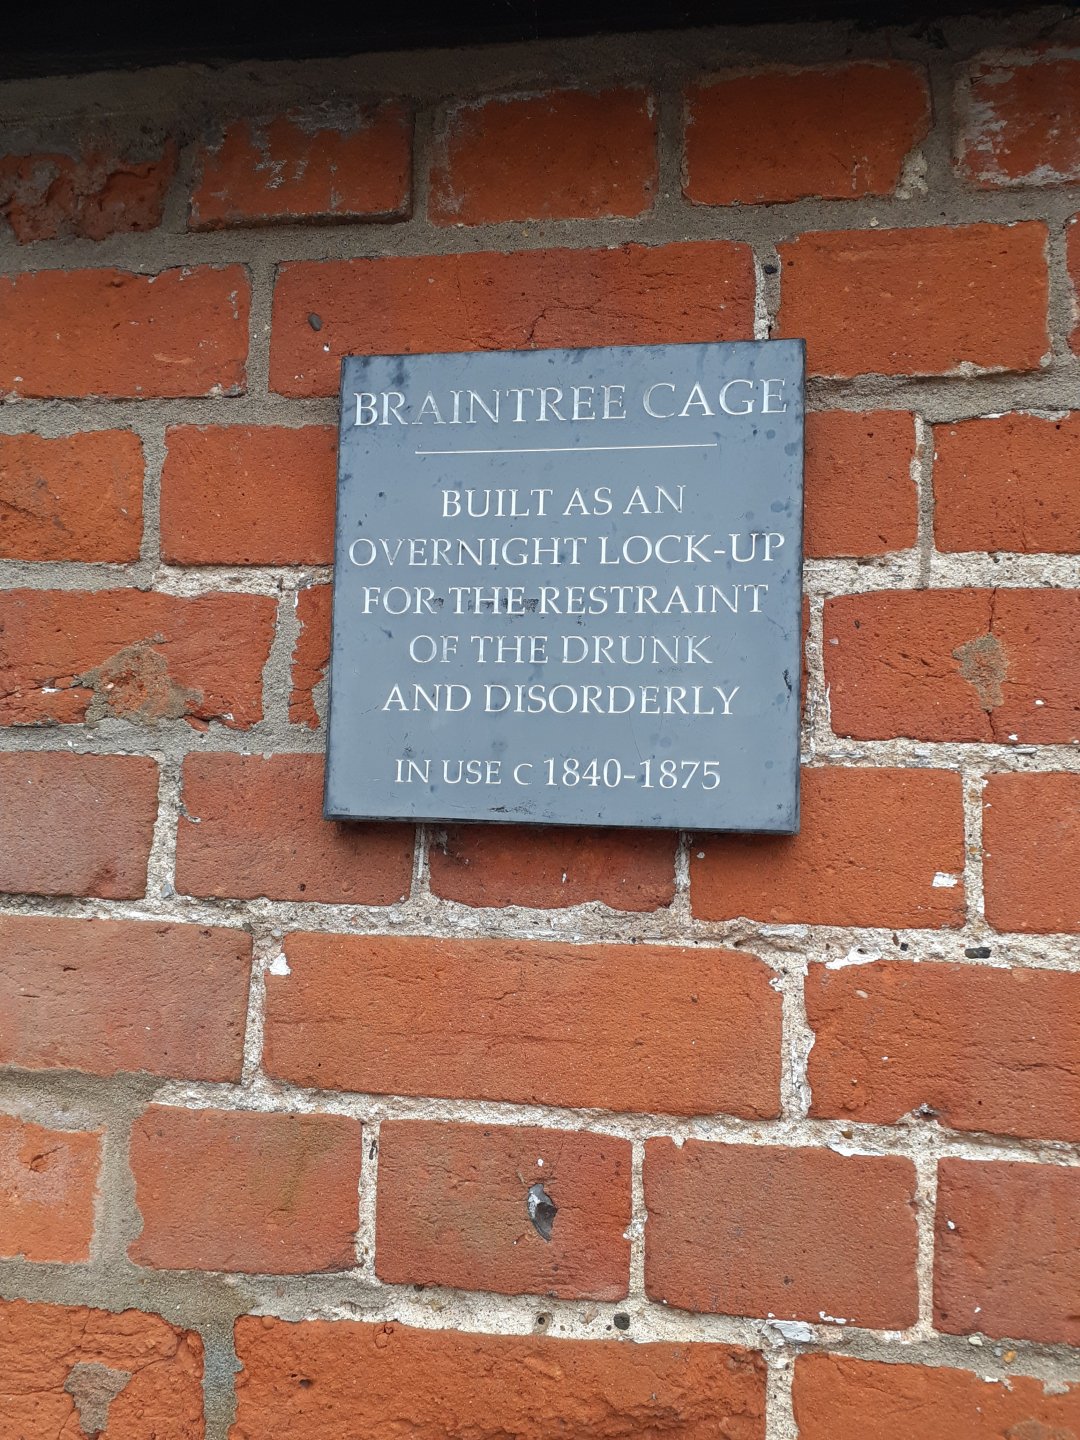 BRAINTREE CAGE
BUILT AS AN
OVERNIGHT LOCK-UP
FOR THE RESTRAINT
OF THE DRUNK
AND DISORDERLY
IN USE C 1840-1875